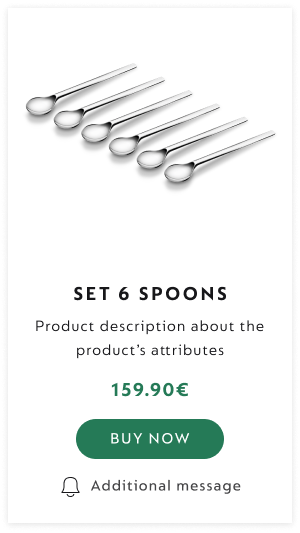 SET 6 SPOONS
Product description about the
product's attributes
159.90€
BUY NOW
Additional message